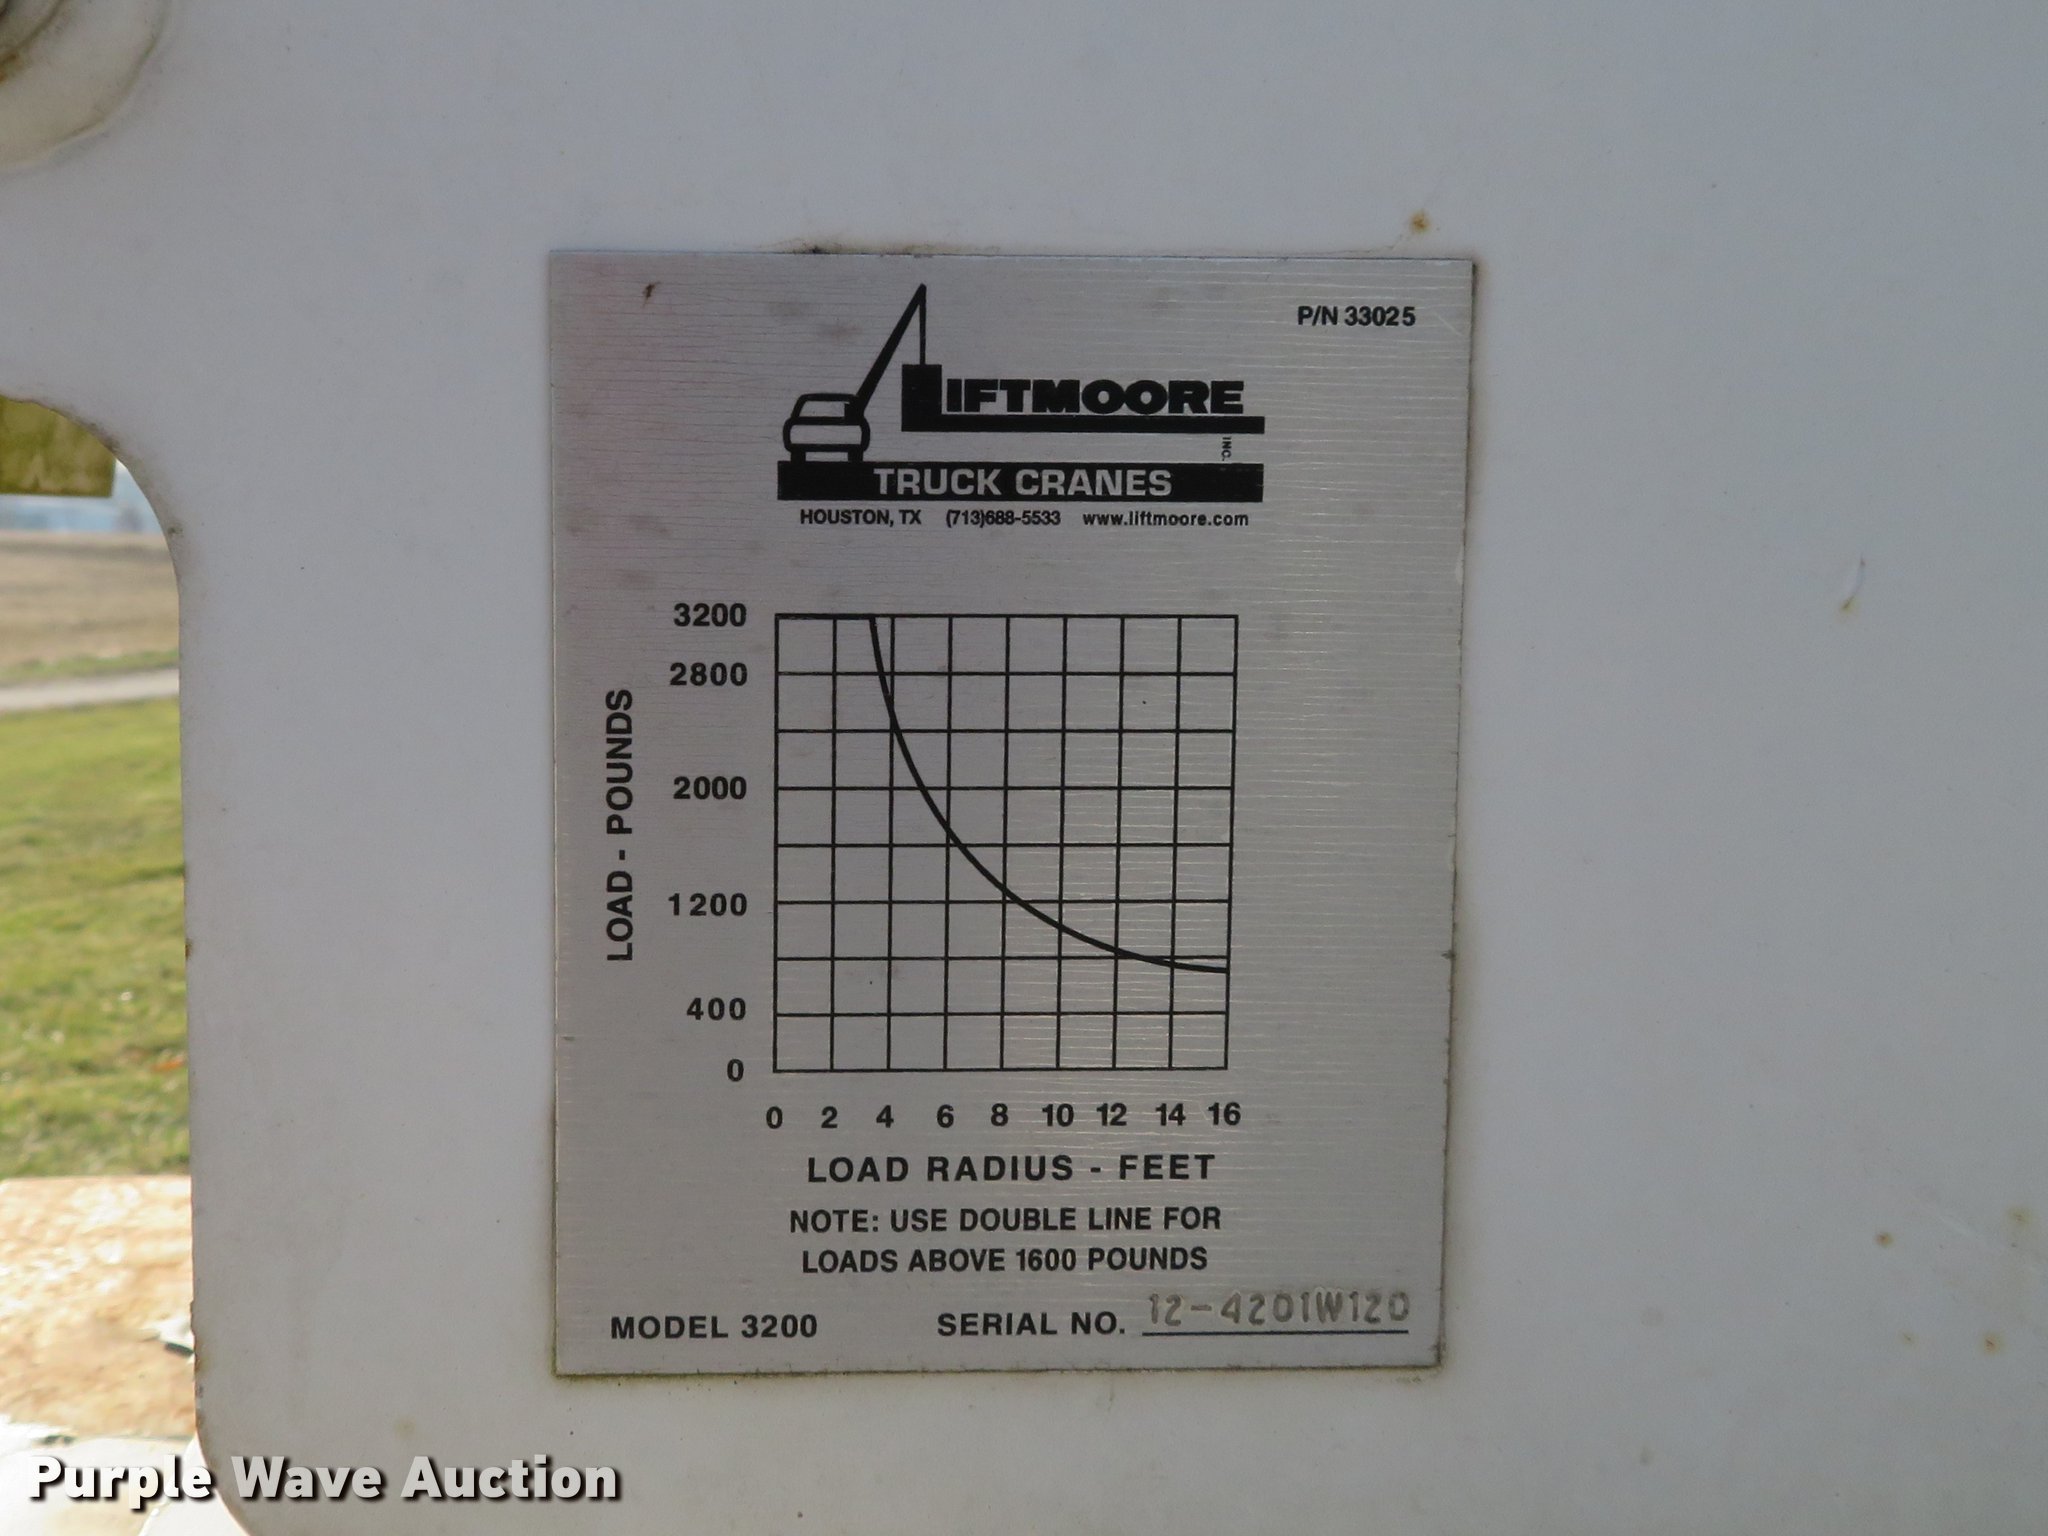 P/N 33025
LIFTMOORE
INC.
TRUCK CRANES
HOUSTON, TX (713)688-5533 www.liftmoore.com
3200
2800
2000
1200
400
0
LOAD - POUNDS
0 2 4 6 8 10 12 14 16
LOAD RADIUS - FEET
NOTE: USE DOUBLE LINE FOR
LOADS ABOVE 1600 POUNDS
MODEL 3200 SERIAL NO. 12-4201W120
Purple Wave Auction